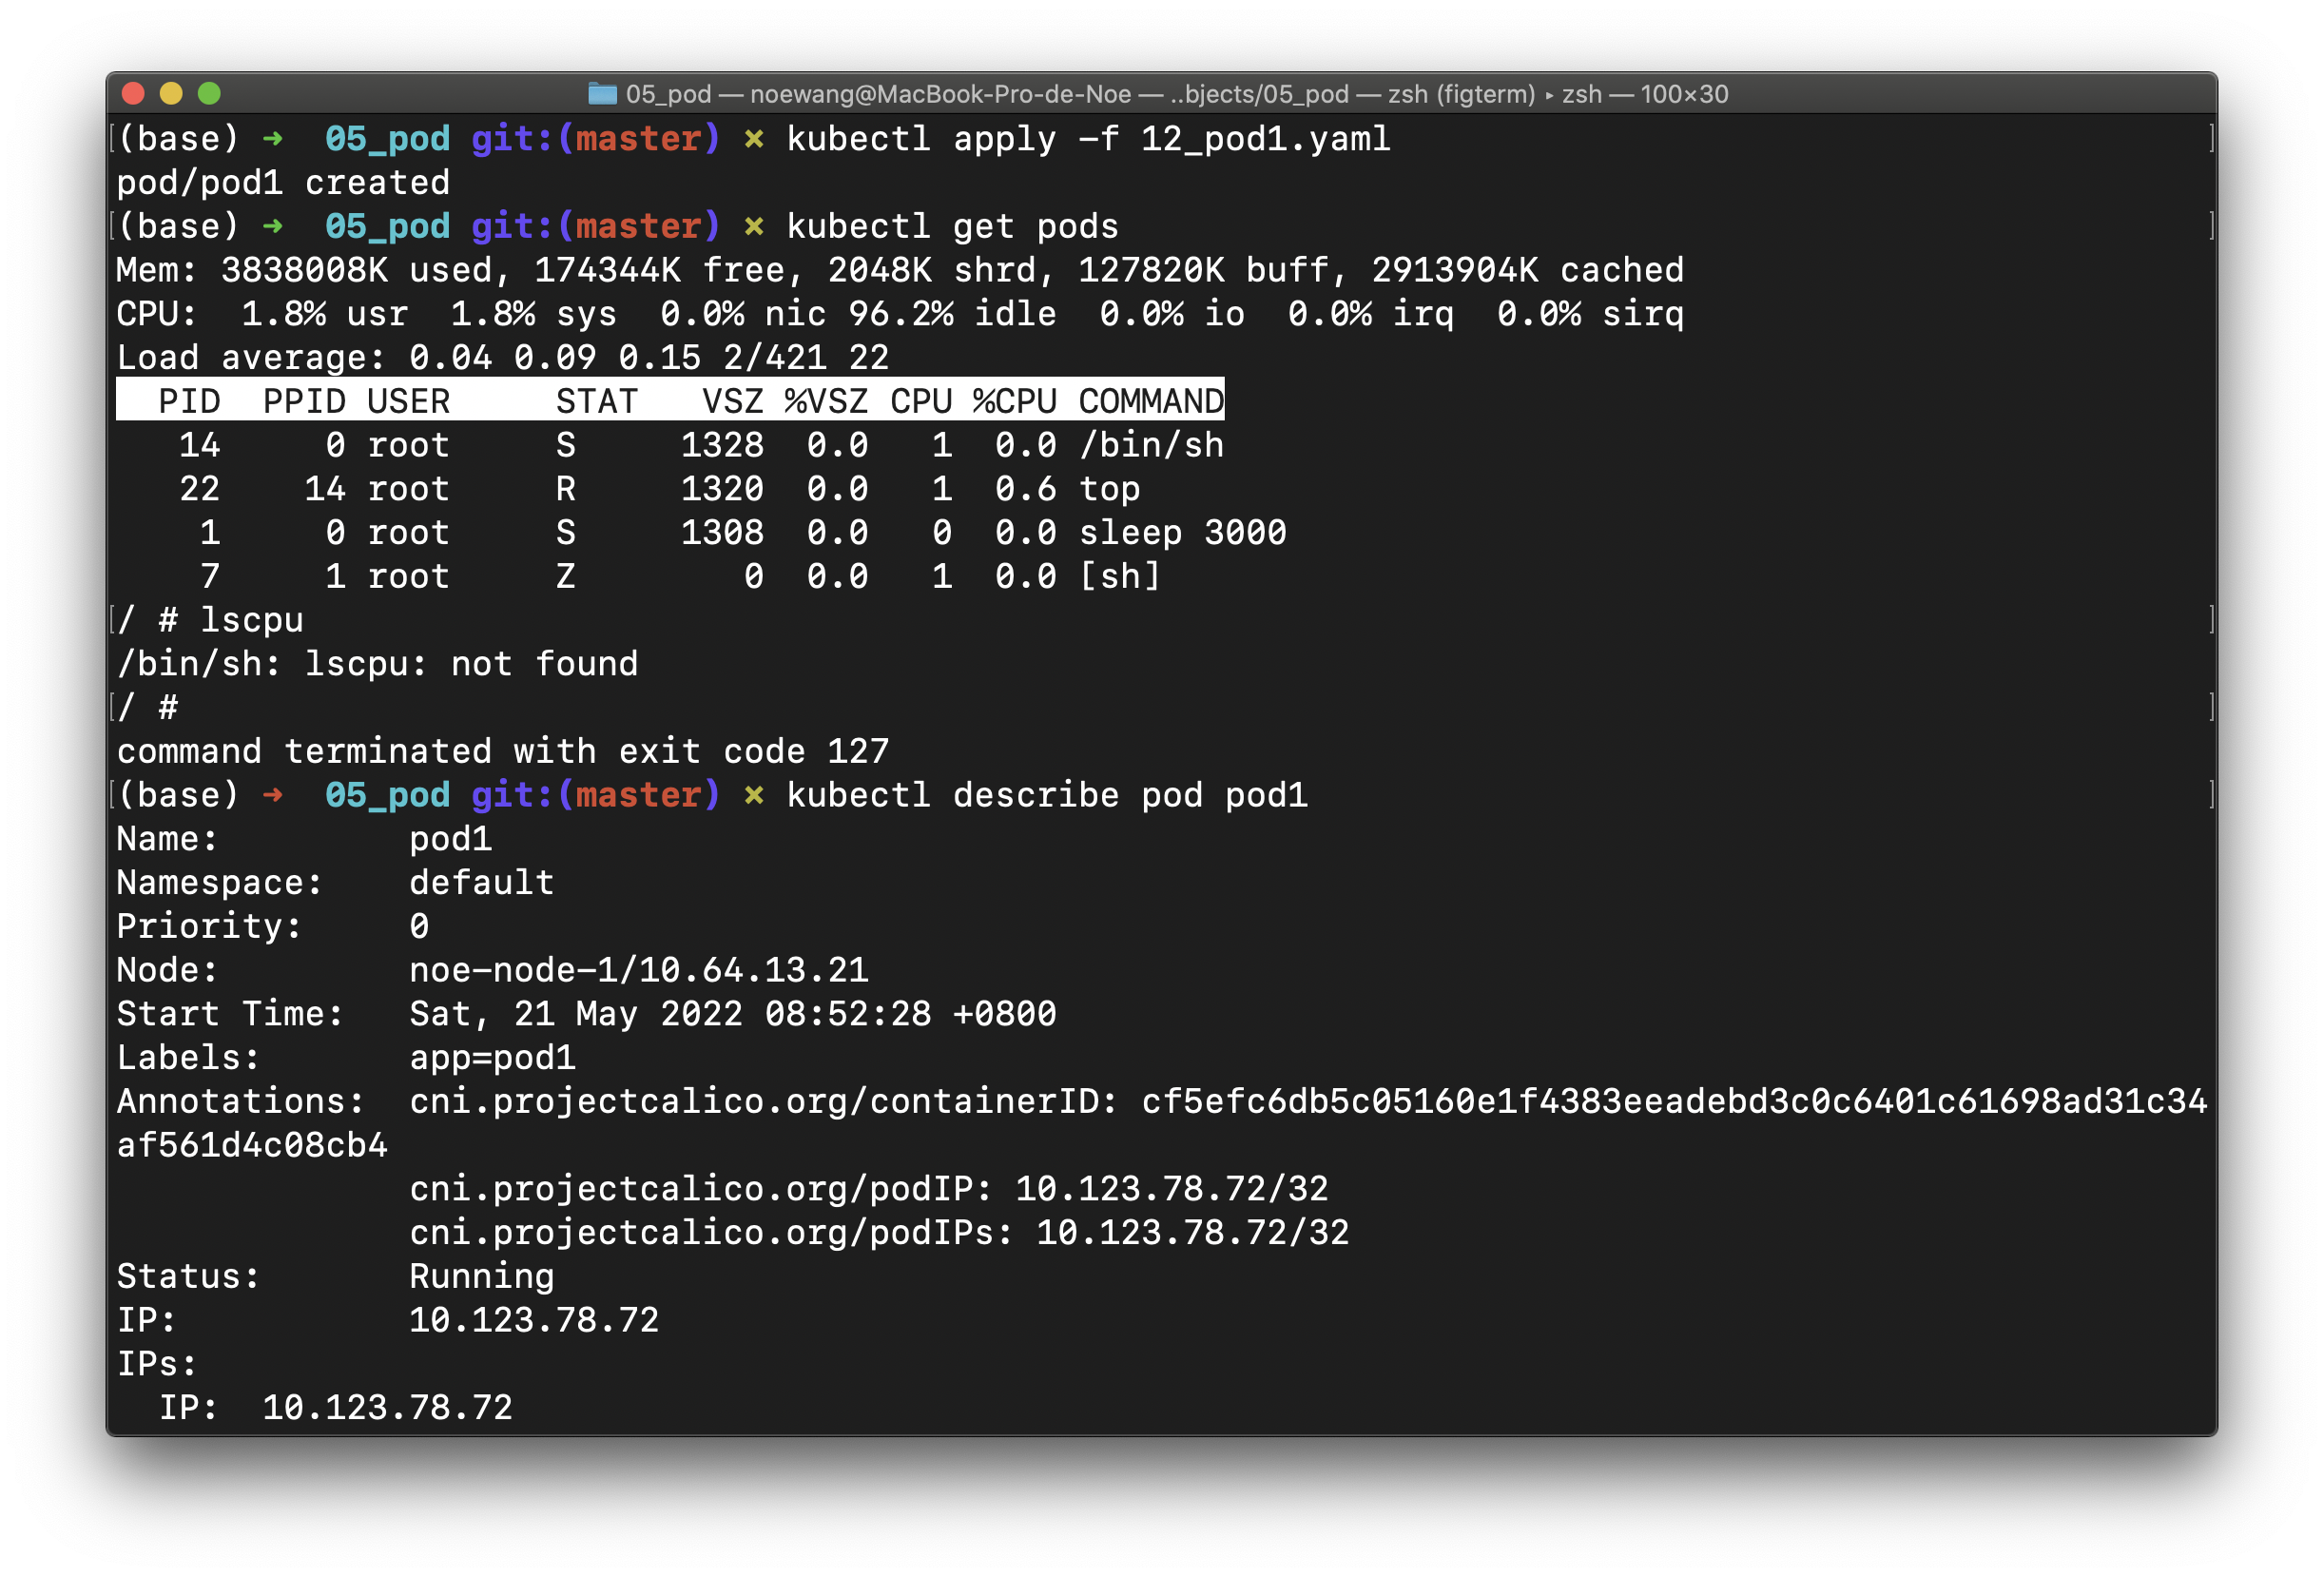 05_pod — noewang@MacBook-Pro-de-Noe — ..bjects/05_pod — zsh (figterm) ▸ zsh — 100×30
(base) ➜  05_pod git:(master) ✗ kubectl apply -f 12_pod1.yaml
pod/pod1 created
(base) ➜  05_pod git:(master) ✗ kubectl get pods
Mem: 3838008K used, 174344K free, 2048K shrd, 127820K buff, 2913904K cached
CPU:  1.8% usr  1.8% sys  0.0% nic 96.2% idle  0.0% io  0.0% irq  0.0% sirq
Load average: 0.04 0.09 0.15 2/421 22
  PID  PPID USER     STAT   VSZ %VSZ CPU %CPU COMMAND
   14     0 root     S     1328  0.0   1  0.0 /bin/sh
   22    14 root     R     1320  0.0   1  0.6 top
    1     0 root     S     1308  0.0   0  0.0 sleep 3000
    7     1 root     Z        0  0.0   1  0.0 [sh]
/ # lscpu
/bin/sh: lscpu: not found
/ #
command terminated with exit code 127
(base) ➜  05_pod git:(master) ✗ kubectl describe pod pod1
Name:         pod1
Namespace:    default
Priority:     0
Node:         noe-node-1/10.64.13.21
Start Time:   Sat, 21 May 2022 08:52:28 +0800
Labels:       app=pod1
Annotations:  cni.projectcalico.org/containerID: cf5efc6db5c05160e1f4383eeadebd3c0c6401c61698ad31c34
af561d4c08cb4
              cni.projectcalico.org/podIP: 10.123.78.72/32
              cni.projectcalico.org/podIPs: 10.123.78.72/32
Status:       Running
IP:           10.123.78.72
IPs:
  IP:  10.123.78.72